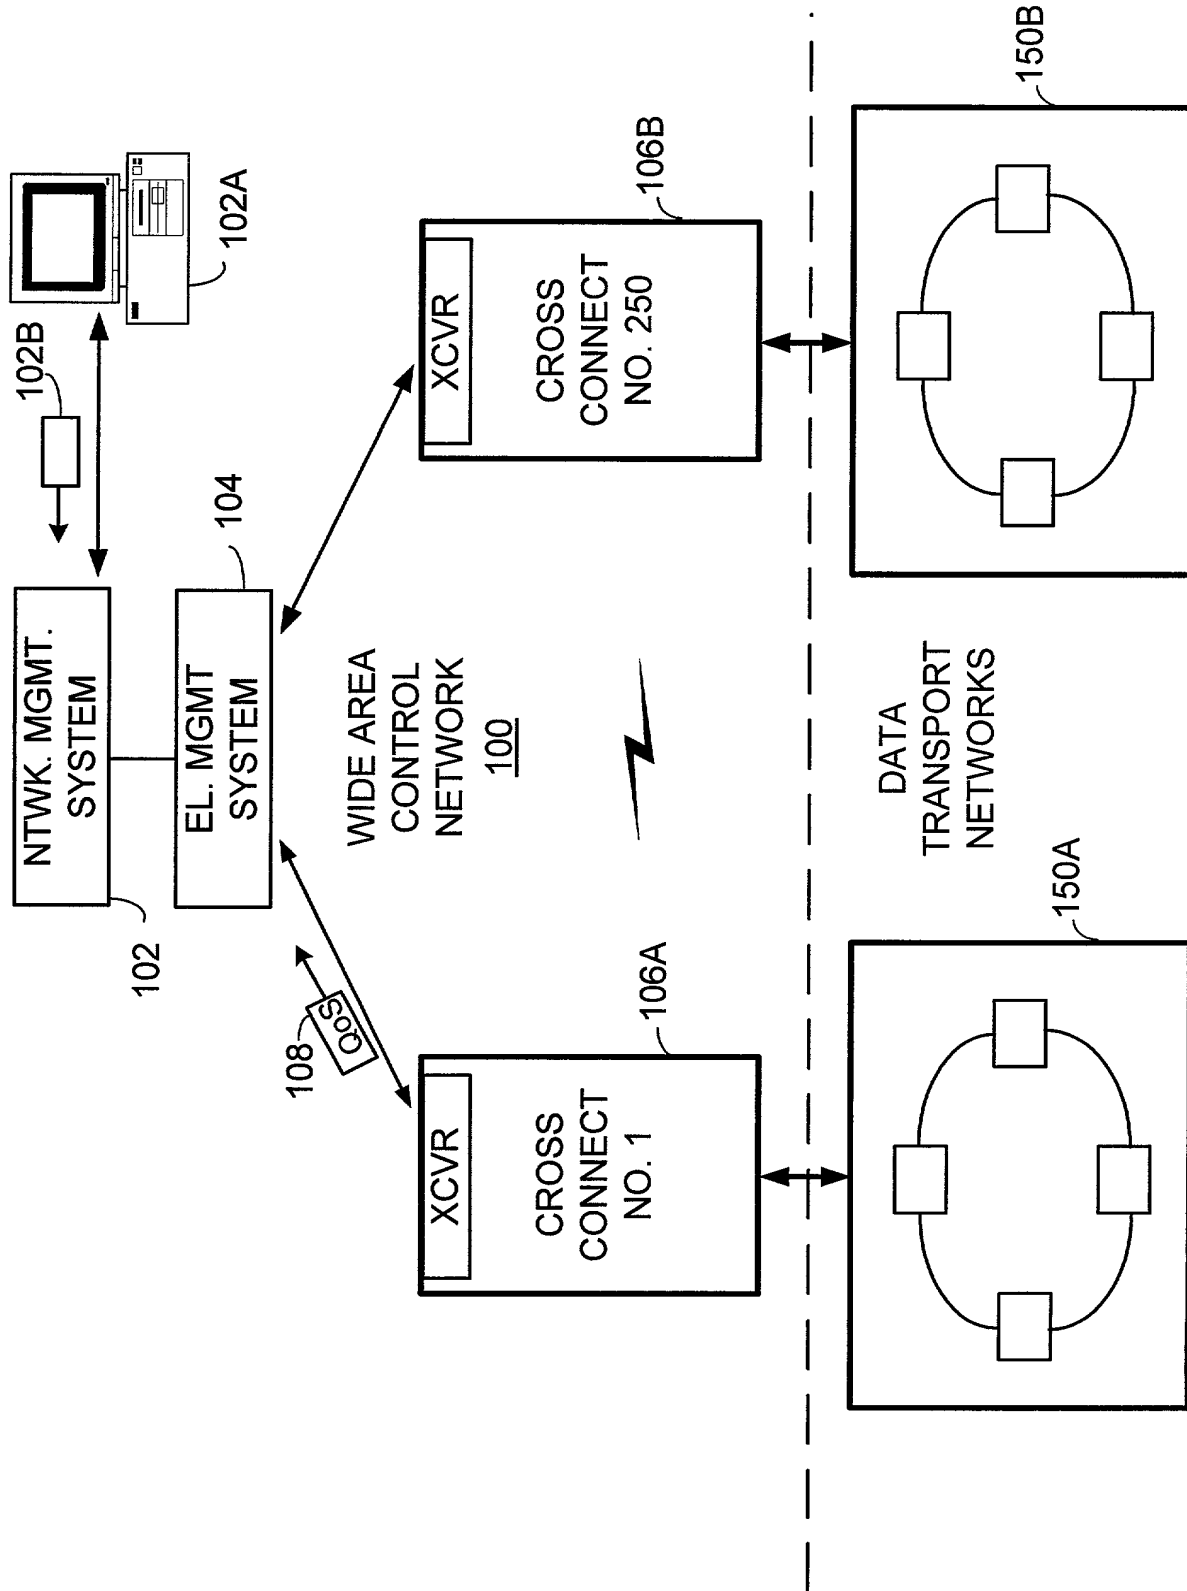 NTWK. MGMT.
SYSTEM
102
102B
102A
EL. MGMT
SYSTEM
104
108
QoS
WIDE AREA
CONTROL
NETWORK
100
XCVR
CROSS
CONNECT
NO. 1
106A
XCVR
CROSS
CONNECT
NO. 250
106B
DATA
TRANSPORT
NETWORKS
150A
150B